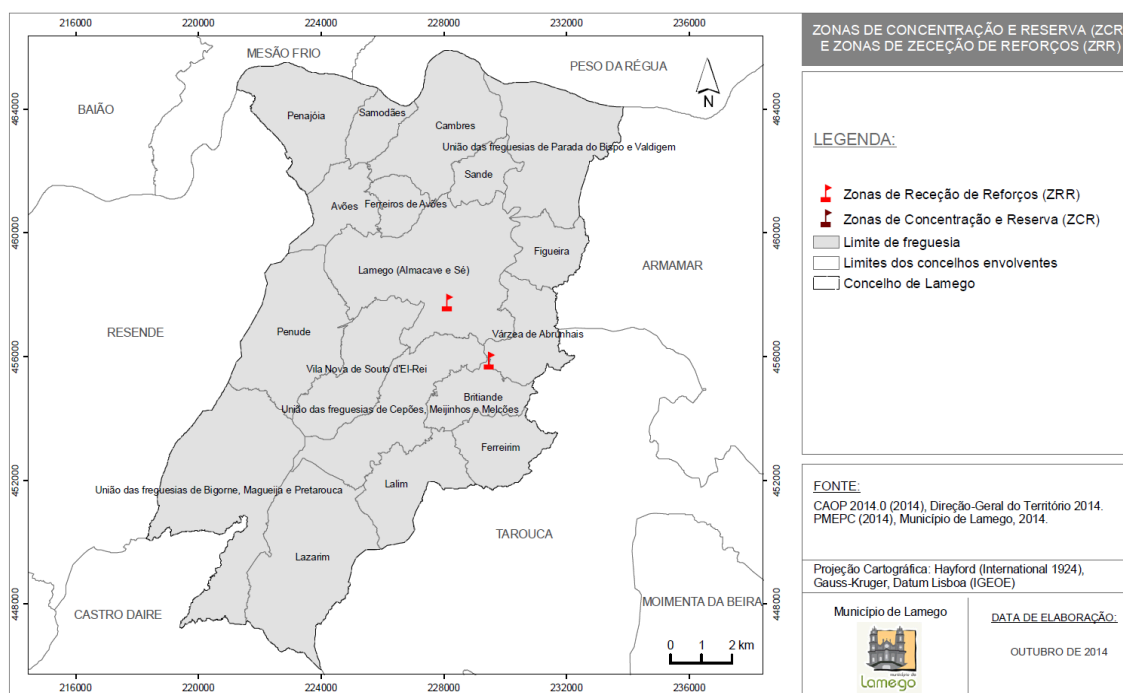 216000 220000 224000 228000 232000 236000
ZONAS DE CONCENTRAÇÃO E RESERVA (ZCR
E ZONAS DE ZECEÇÃO DE REFORÇOS (ZRR)
MESÃO FRIO
PESO DA RÉGUA
N
BAIÃO
464000
464000
Penajóia
Samodães
Cambres
União das freguesias de Parada do Bispo e Valdigem
Sande
Avões
Ferreiros de Avões
460000
460000
Figueira
Lamego (Almacave e Sé)
ARMAMAR
RESENDE
Penude
Várzea de Abrunhais
456000
456000
Vila Nova de Souto d'El-Rei
Britiande
União das freguesias de Cepões, Meijinhos e Melcões
Ferreirim
452000
452000
União das freguesias de Bigorne, Magueija e Pretarouca
Lalim
TAROUCA
Lazarim
CASTRO DAIRE
MOIMENTA DA BEIRA
448000
448000
0 1 2 km
216000 220000 224000 228000 232000 236000
LEGENDA:
Zonas de Receção de Reforços (ZRR)
Zonas de Concentração e Reserva (ZCR)
Limite de freguesia
Limites dos concelhos envolventes
Concelho de Lamego
FONTE:
CAOP 2014.0 (2014), Direção-Geral do Território 2014.
PMEPC (2014), Município de Lamego, 2014.
Projeção Cartográfica: Hayford (International 1924),
Gauss-Kruger, Datum Lisboa (IGEOE)
Município de Lamego
município de
Lamego
DATA DE ELABORAÇÃO:
OUTUBRO DE 2014